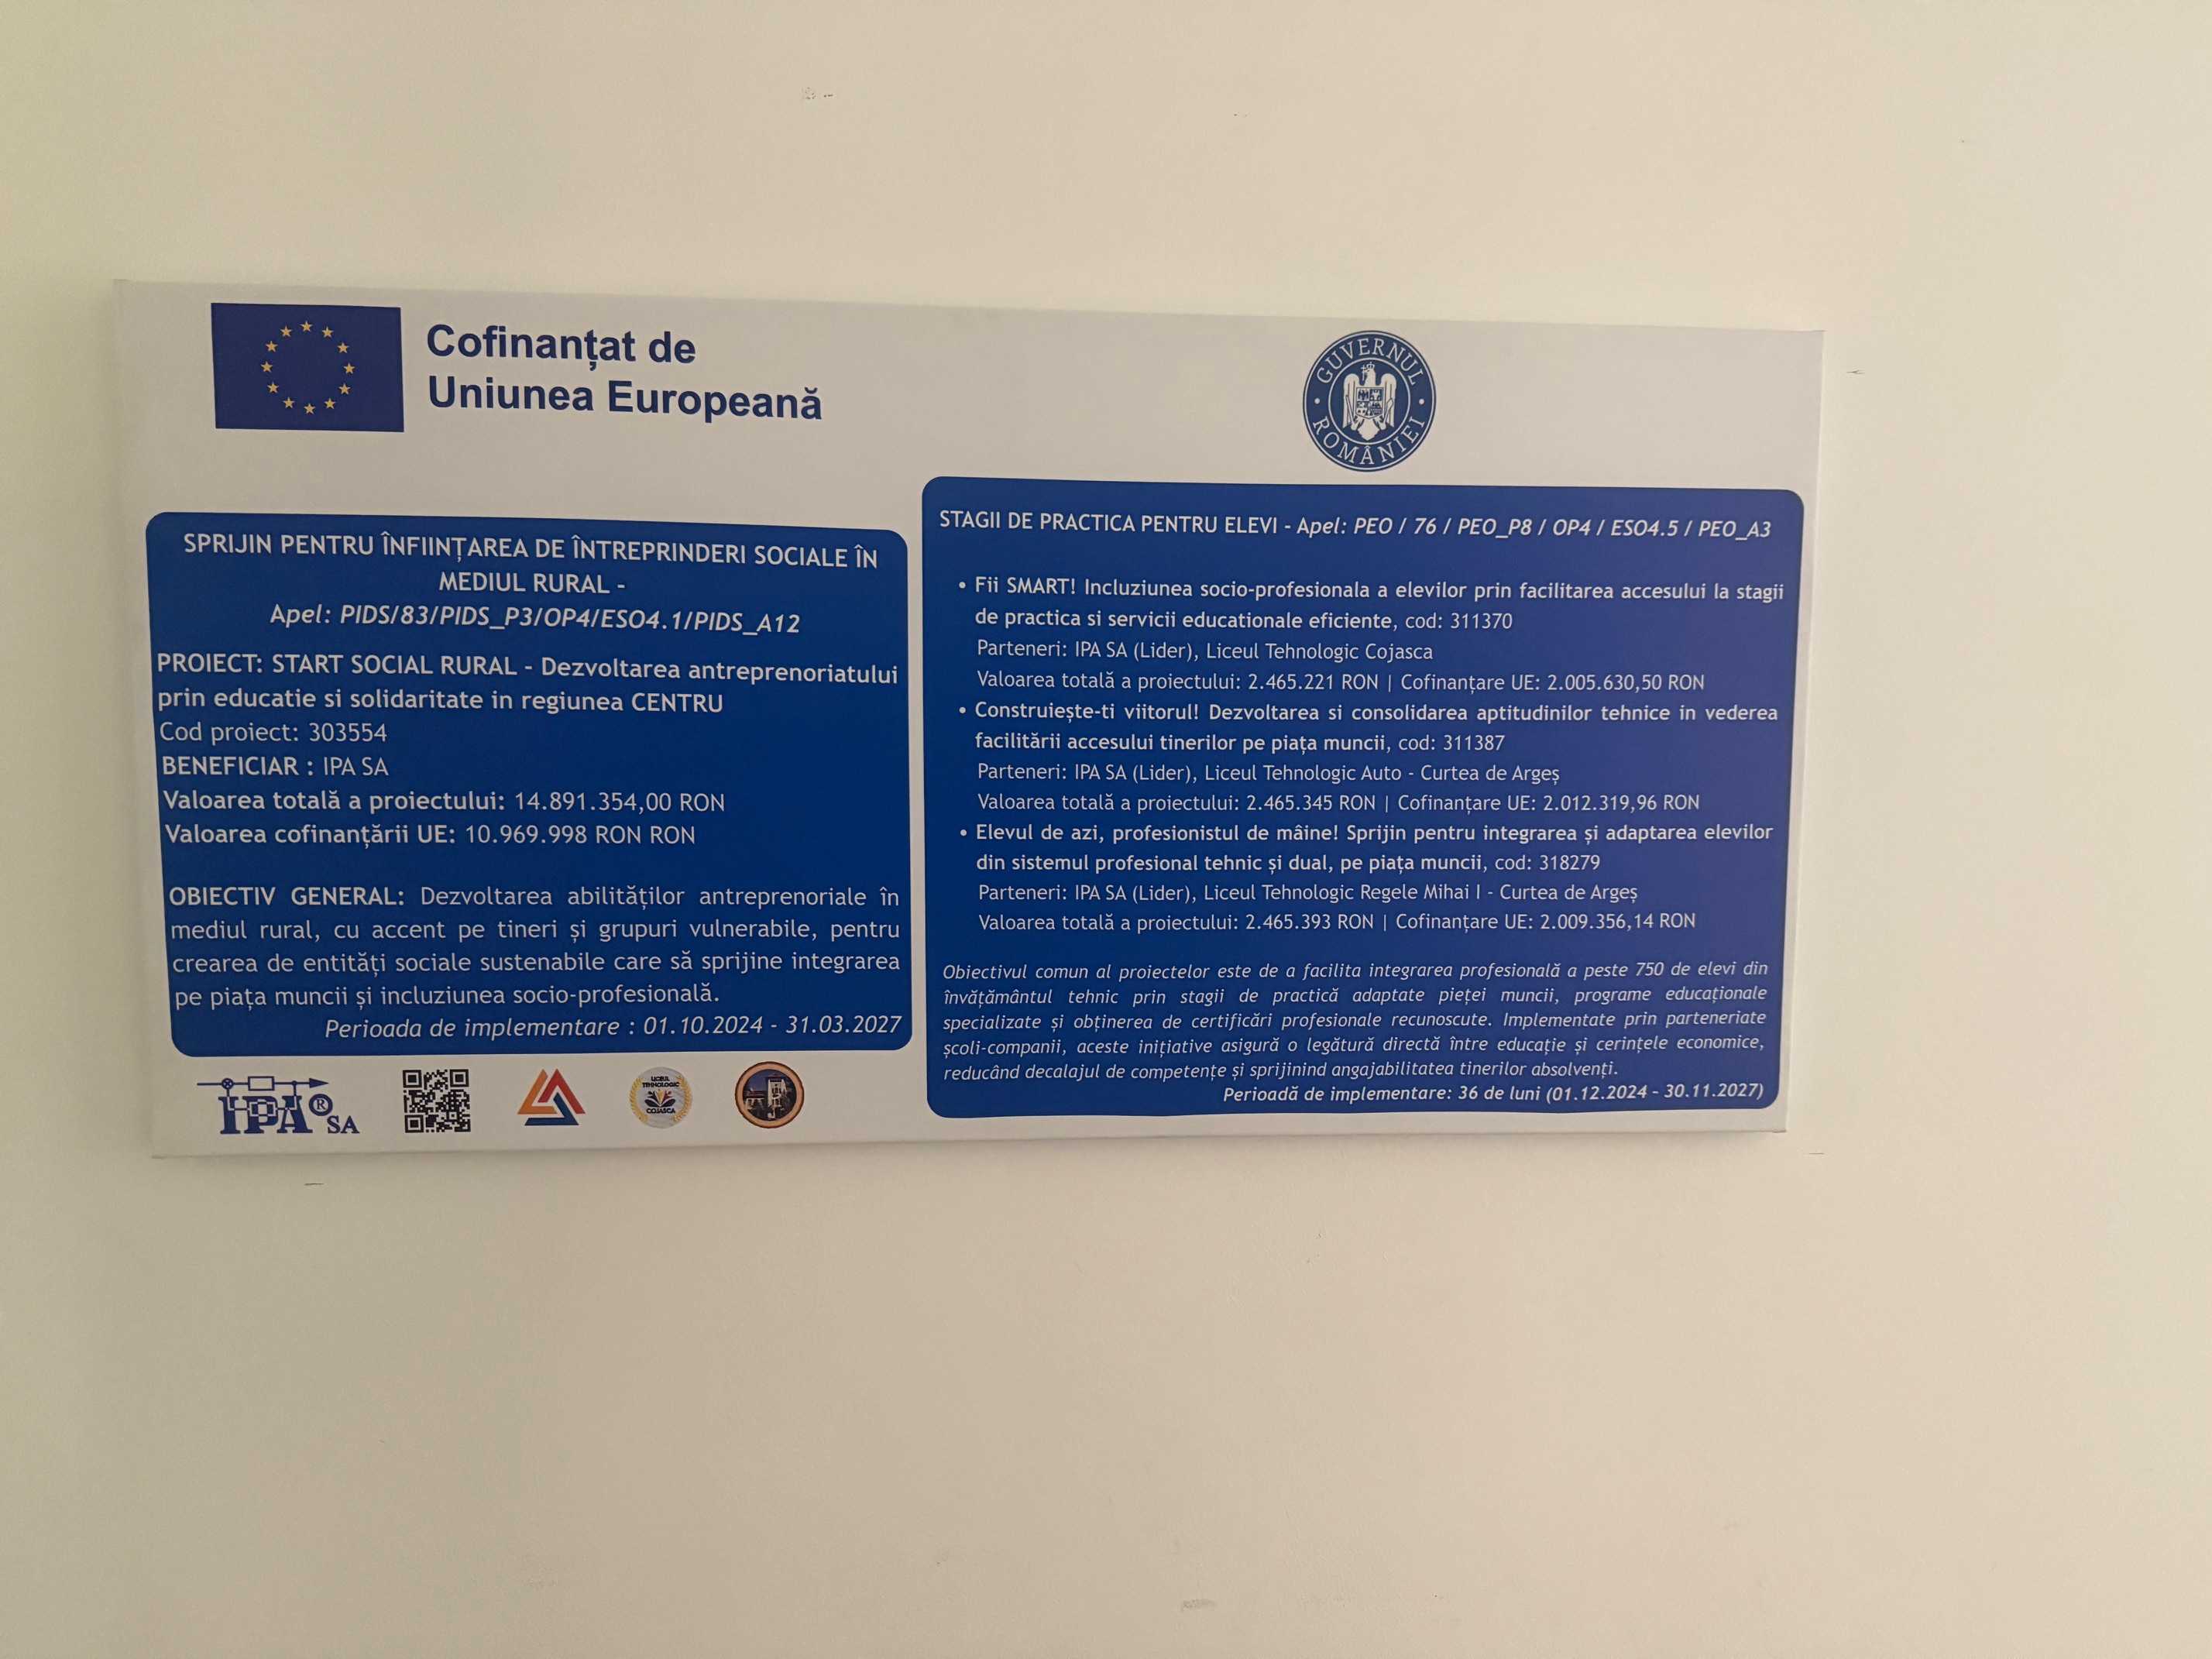 Cofinanțat de
Uniunea Europeană
GUVERNUL ROMÂNIEI
SPRIJIN PENTRU ÎNFIINȚAREA DE ÎNTREPRINDERI SOCIALE ÎN
MEDIUL RURAL -
Apel: PIDS/83/PIDS_P3/OP4/ESO4.1/PIDS_A12
PROIECT: START SOCIAL RURAL - Dezvoltarea antreprenoriatului
prin educatie si solidaritate in regiunea CENTRU
Cod proiect: 303554
BENEFICIAR : IPA SA
Valoarea totală a proiectului: 14.891.354,00 RON
Valoarea cofinanțării UE: 10.969.998 RON RON
OBIECTIV GENERAL: Dezvoltarea abilităților antreprenoriale în
mediul rural, cu accent pe tineri și grupuri vulnerabile, pentru
crearea de entități sociale sustenabile care să sprijine integrarea
pe piața muncii și incluziunea socio-profesională.
Perioada de implementare : 01.10.2024 - 31.03.2027
IPA ® SA
LICEUL
TEHNOLOGIC
COJASCA
STAGII DE PRACTICA PENTRU ELEVI - Apel: PEO / 76 / PEO_P8 / OP4 / ESO4.5 / PEO_A3
• Fii SMART! Incluziunea socio-profesionala a elevilor prin facilitarea accesului la stagii
de practica si servicii educationale eficiente, cod: 311370
Parteneri: IPA SA (Lider), Liceul Tehnologic Cojasca
Valoarea totală a proiectului: 2.465.221 RON | Cofinanțare UE: 2.005.630,50 RON
• Construiește-ti viitorul! Dezvoltarea si consolidarea aptitudinilor tehnice in vederea
facilitării accesului tinerilor pe piața muncii, cod: 311387
Parteneri: IPA SA (Lider), Liceul Tehnologic Auto - Curtea de Argeș
Valoarea totală a proiectului: 2.465.345 RON | Cofinanțare UE: 2.012.319,96 RON
• Elevul de azi, profesionistul de mâine! Sprijin pentru integrarea și adaptarea elevilor
din sistemul profesional tehnic și dual, pe piața muncii, cod: 318279
Parteneri: IPA SA (Lider), Liceul Tehnologic Regele Mihai I - Curtea de Argeș
Valoarea totală a proiectului: 2.465.393 RON | Cofinanțare UE: 2.009.356,14 RON
Obiectivul comun al proiectelor este de a facilita integrarea profesională a peste 750 de elevi din
învățământul tehnic prin stagii de practică adaptate pieței muncii, programe educaționale
specializate și obținerea de certificări profesionale recunoscute. Implementate prin parteneriate
școli-companii, aceste inițiative asigură o legătură directă între educație și cerințele economice,
reducând decalajul de competențe și sprijinind angajabilitatea tinerilor absolvenți.
Perioadă de implementare: 36 de luni (01.12.2024 - 30.11.2027)